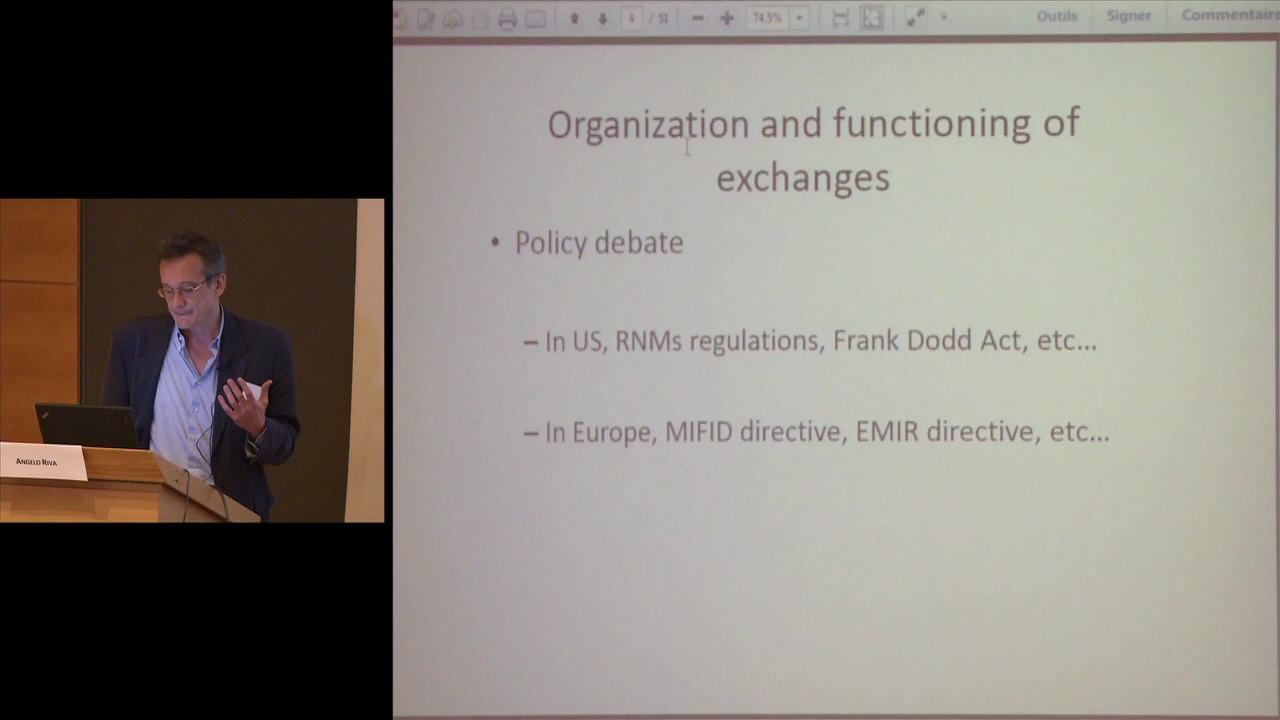 / 51
74.5%
Outils
Signer
Commentaire
Organization and functioning of
exchanges
• Policy debate
– In US, RNMs regulations, Frank Dodd Act, etc...
– In Europe, MIFID directive, EMIR directive, etc...
ANGELO RIVA